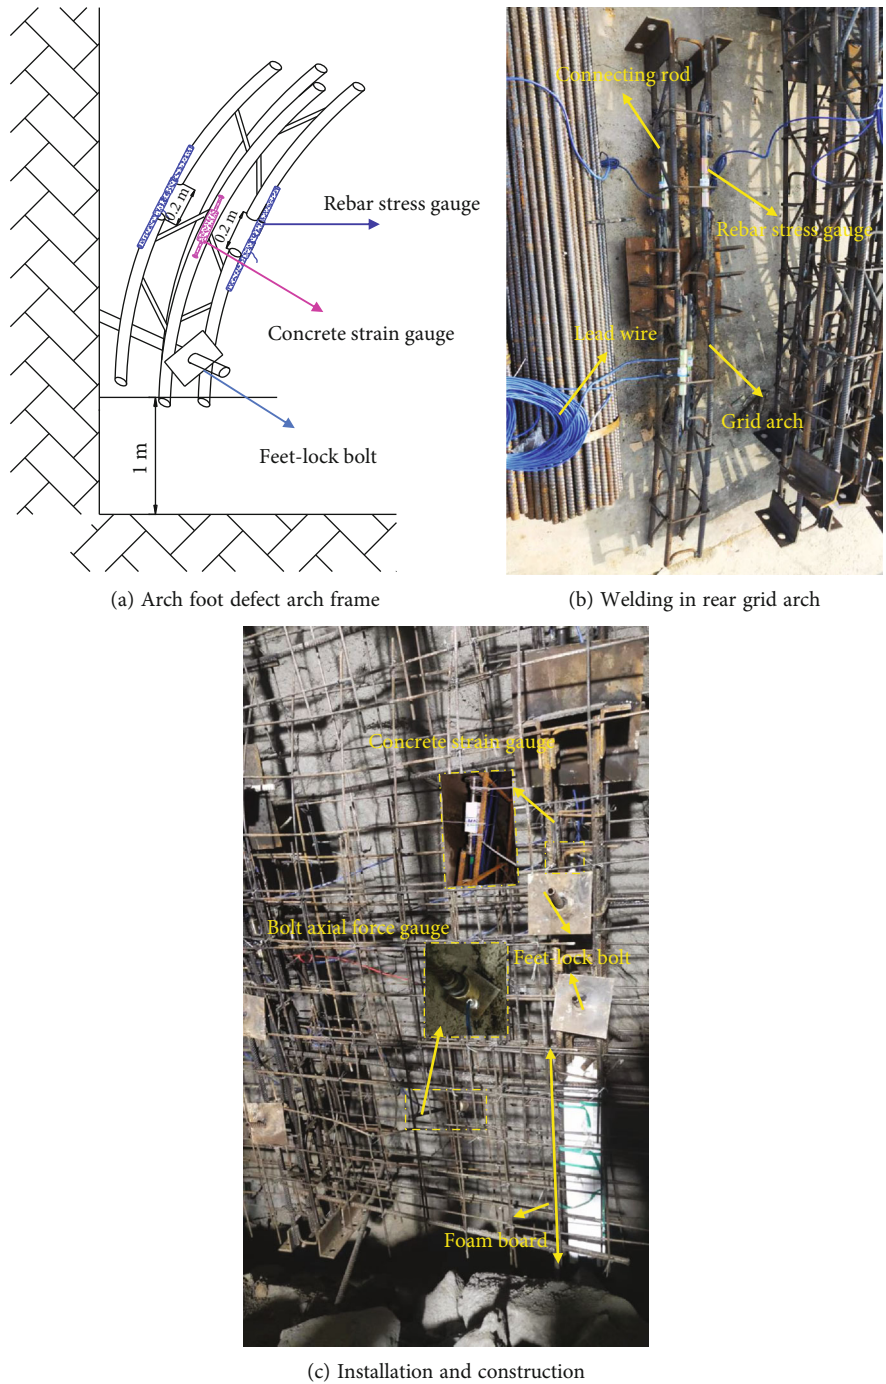 0.2 m
0.2 m
Rebar stress gauge
Concrete strain gauge
Feet-lock bolt
1 m
(a) Arch foot defect arch frame
Connecting rod
Rebar stress gauge
Lead wire
Grid arch
(b) Welding in rear grid arch
Concrete strain gauge
Bolt axial force gauge
Feet-lock bolt
Foam board
(c) Installation and construction